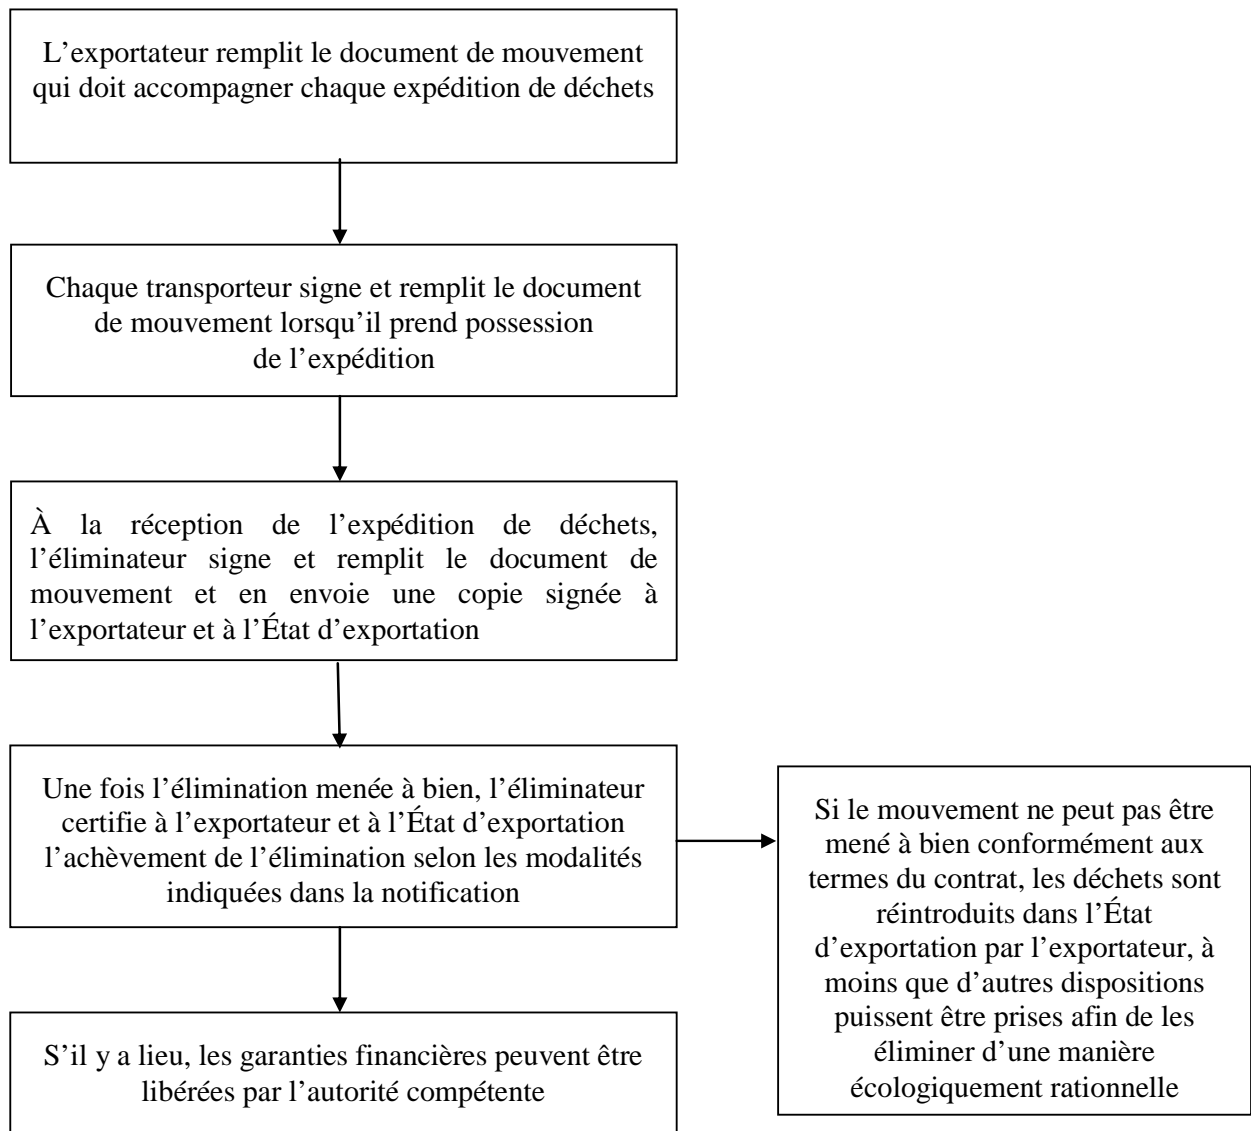 L’exportateur remplit le document de mouvement
qui doit accompagner chaque expédition de déchets
Chaque transporteur signe et remplit le document
de mouvement lorsqu’il prend possession
de l’expédition
À la réception de l’expédition de déchets,
l’éliminateur signe et remplit le document de
mouvement et en envoie une copie signée à
l’exportateur et à l’État d’exportation
Une fois l’élimination menée à bien, l’éliminateur
certifie à l’exportateur et à l’État d’exportation
l’achèvement de l’élimination selon les modalités
indiquées dans la notification
Si le mouvement ne peut pas être
mené à bien conformément aux
termes du contrat, les déchets sont
réintroduits dans l’État
d’exportation par l’exportateur, à
moins que d’autres dispositions
puissent être prises afin de les
éliminer d’une manière
écologiquement rationnelle
S’il y a lieu, les garanties financières peuvent être
libérées par l’autorité compétente